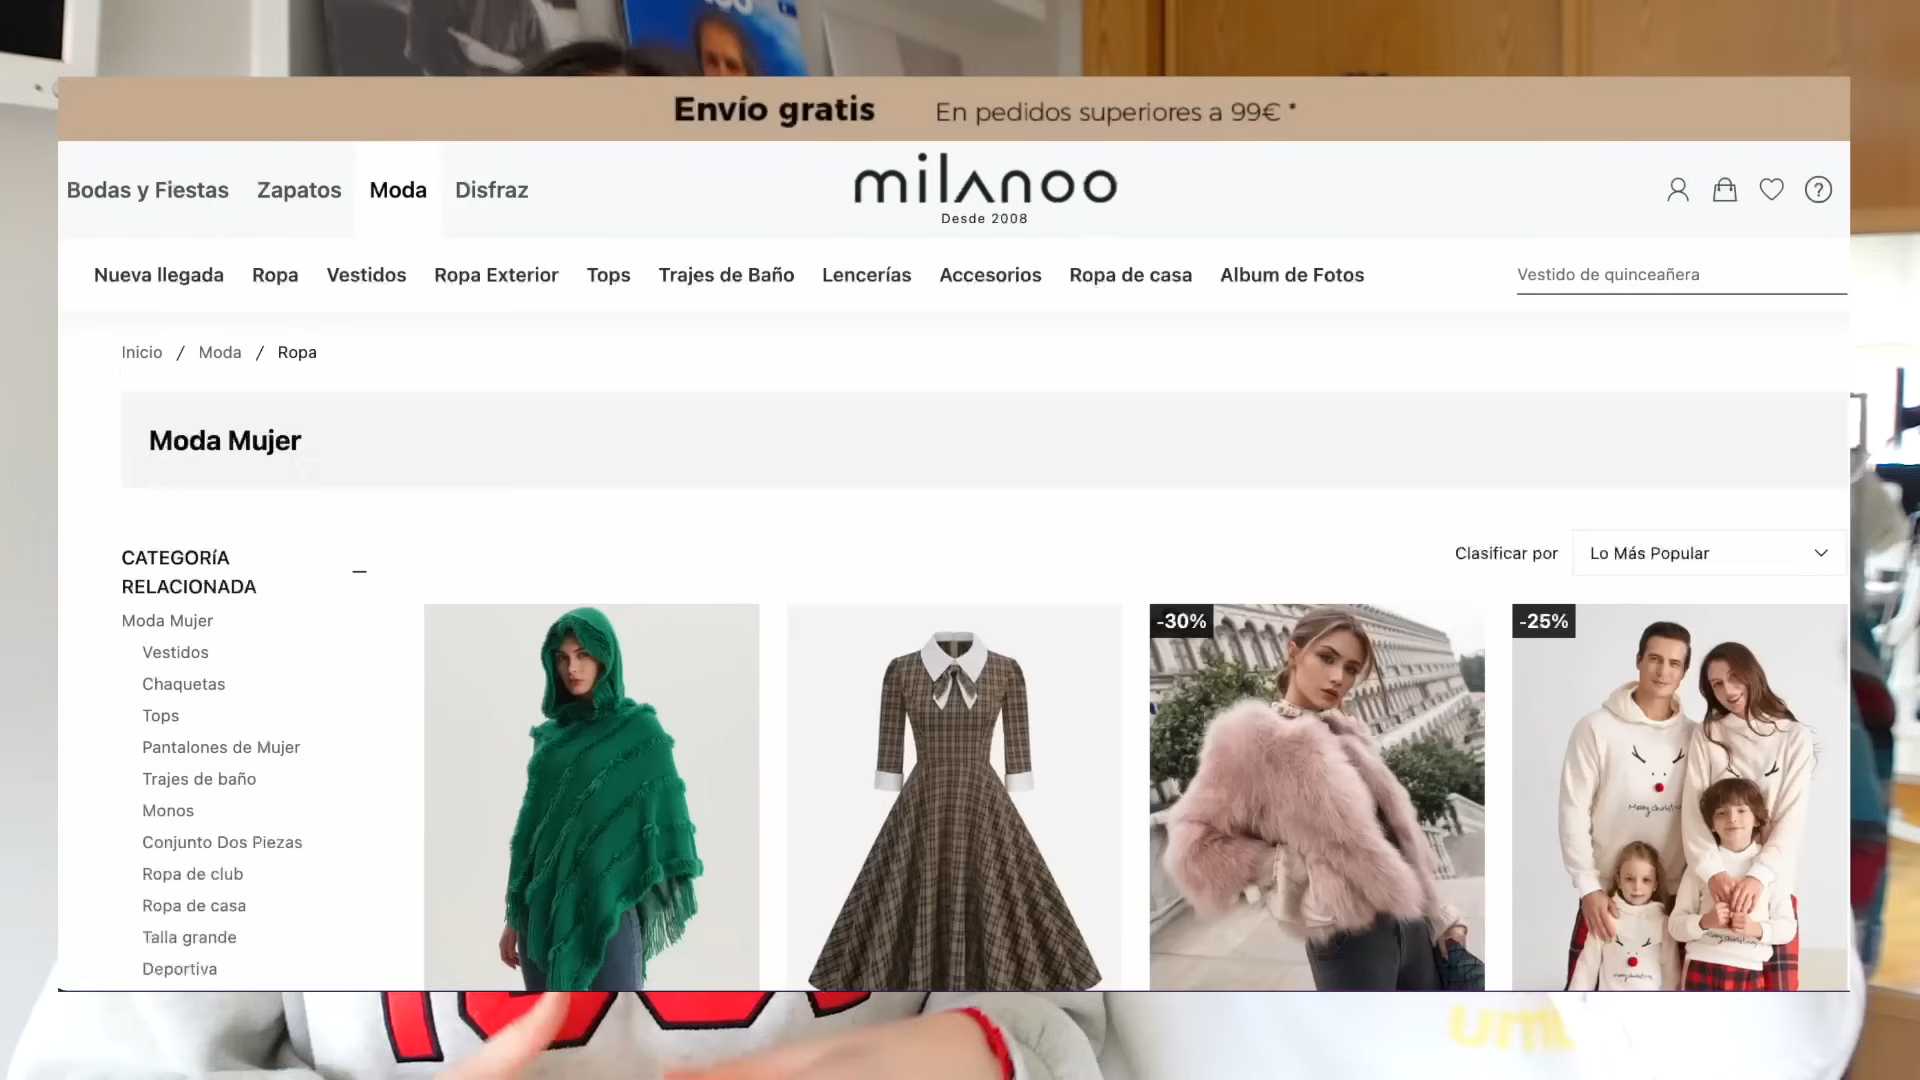 Envío gratis En pedidos superiores a 99€ *
Bodas y Fiestas Zapatos Moda Disfraz
milanoo
Desde 2008
Nueva llegada Ropa Vestidos Ropa Exterior Tops Trajes de Baño Lencerías Accesorios Ropa de casa Album de Fotos Vestido de quinceañera
Inicio / Moda / Ropa
Moda Mujer
CATEGORíA
RELACIONADA
Clasificar por Lo Más Popular
Moda Mujer
Vestidos
Chaquetas
Tops
Pantalones de Mujer
Trajes de baño
Monos
Conjunto Dos Piezas
Ropa de club
Ropa de casa
Talla grande
Deportiva
-30%
-25%